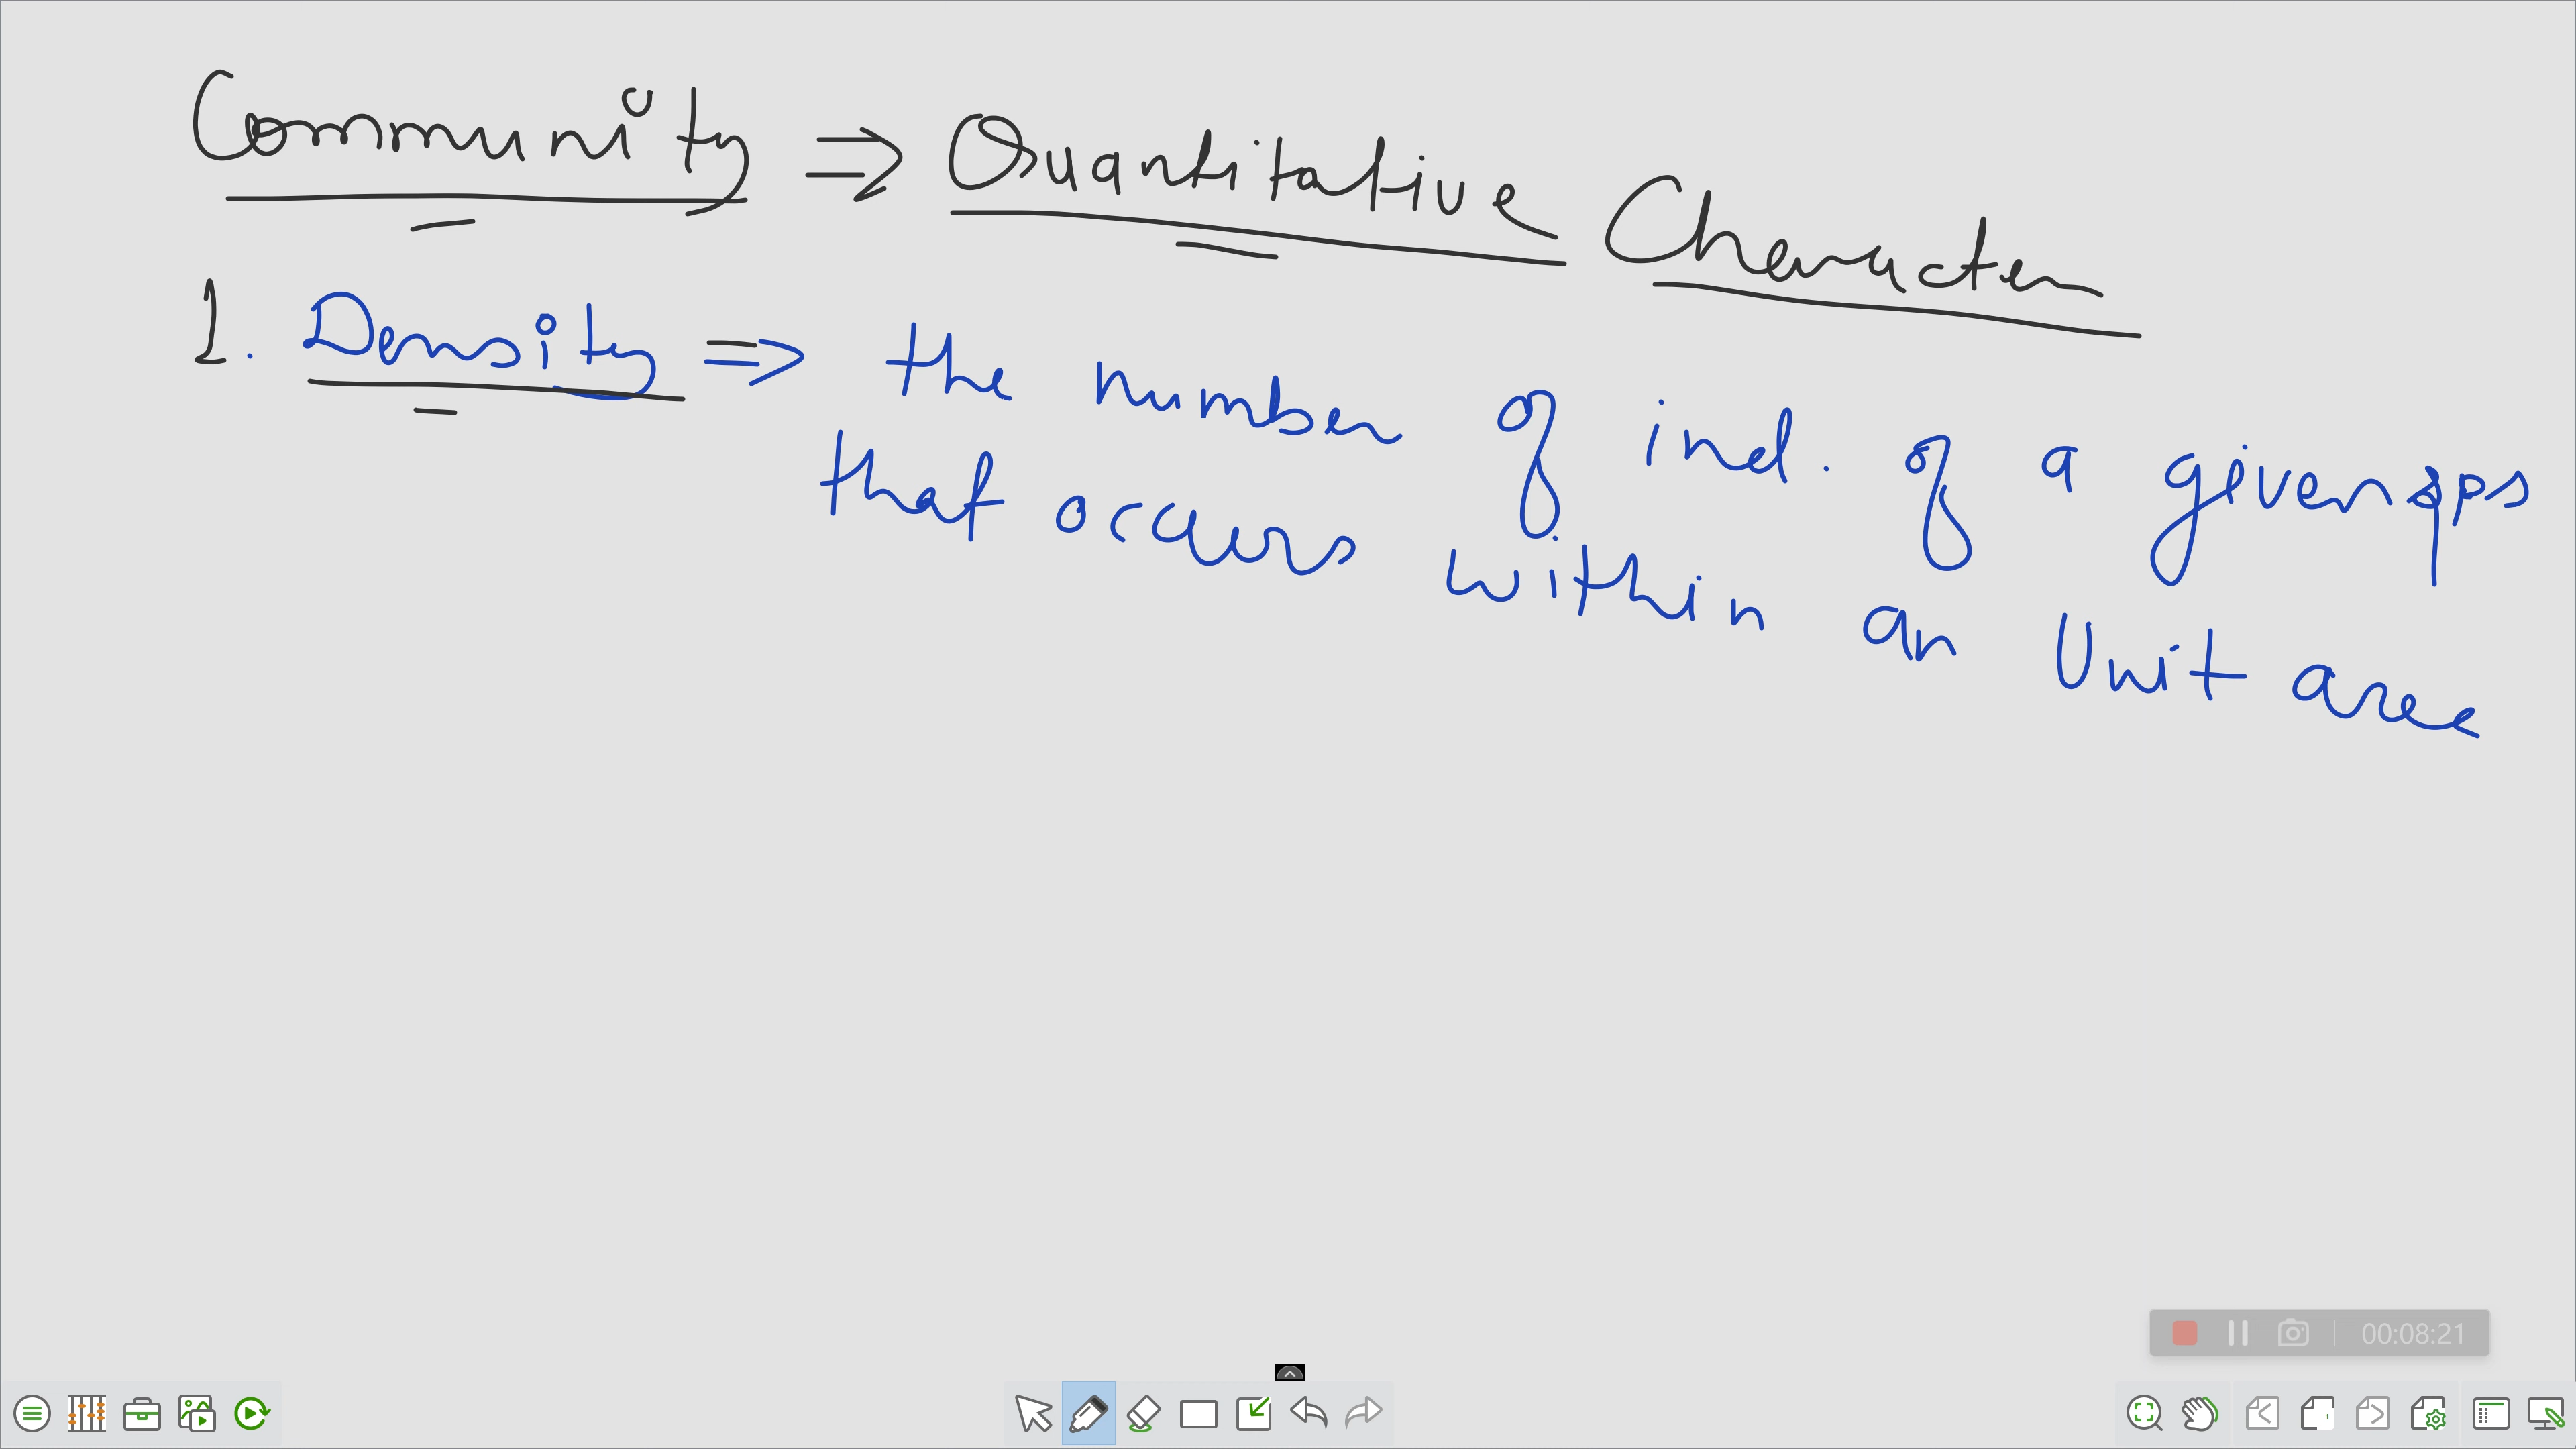 Community ⇒ Quantitative Character
1. Density ⇒ the number of ind. of a given sps
that occurs within an Unit area
00:08:21
1